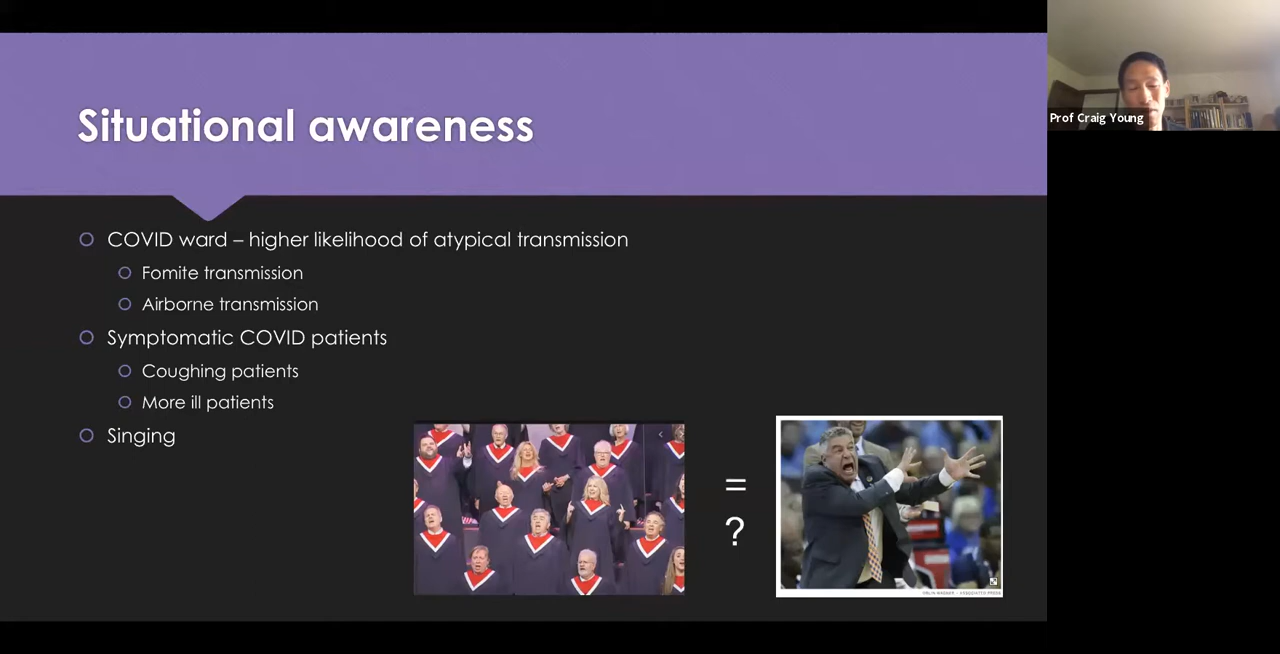 Situational awareness
Prof Craig Young
COVID ward – higher likelihood of atypical transmission
Fomite transmission
Airborne transmission
Symptomatic COVID patients
Coughing patients
More ill patients
Singing
=
?